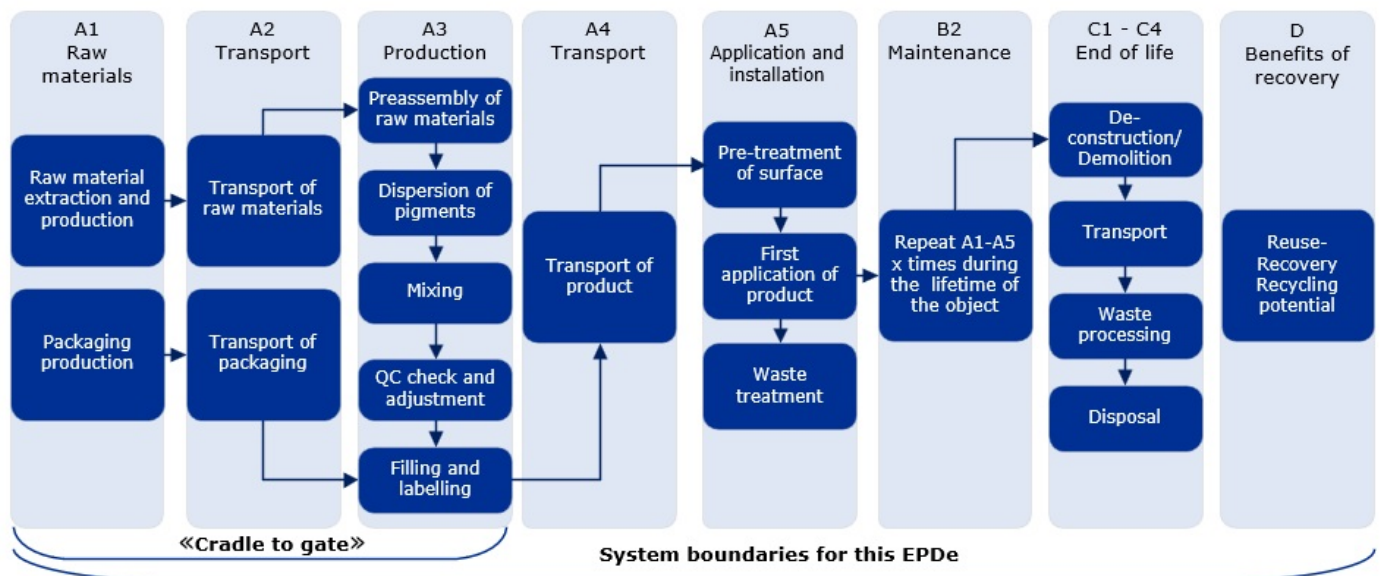 A1
Raw
materials
A2
Transport
A3
Production
A4
Transport
A5
Application and
installation
B2
Maintenance
C1 - C4
End of life
D
Benefits of
recovery
Raw material
extraction and
production
Packaging
production
Transport of
raw materials
Transport of
packaging
Preassembly of
raw materials
Dispersion of
pigments
Mixing
QC check and
adjustment
Filling and
labelling
Transport of
product
Pre-treatment
of surface
First
application of
product
Waste
treatment
Repeat A1-A5
x times during
the lifetime of
the object
De-
construction/
Demolition
Transport
Waste
processing
Disposal
Reuse-
Recovery
Recycling
potential
«Cradle to gate»
System boundaries for this EPDe